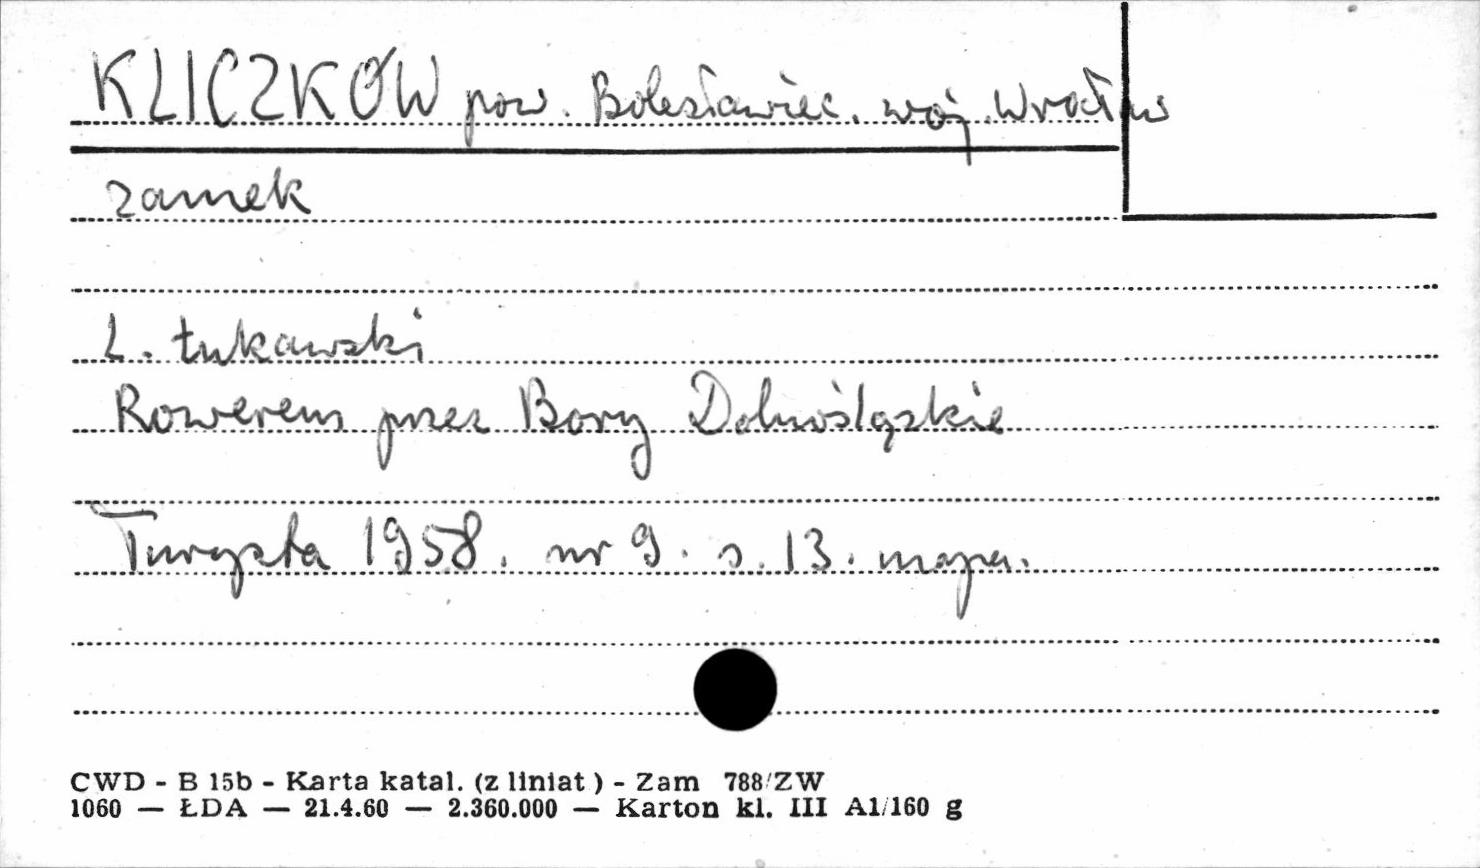 KLICZKÓW pow. Bolesławiec. woj. Wrocław
zamek
L. Łukawski
Rowerem przez Bory Dolnośląskie
Turysta 1958. nr 9. s. 13. mapa.
CWD - B 15b - Karta katal. (z liniat) - Zam 788/ZW
1060 — ŁDA — 21.4.60 — 2.360.000 — Karton kl. III A1/160 g